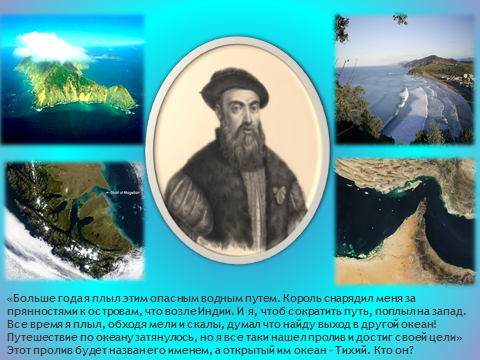 Strait of Magellan
«Больше года я плыл этим опасным водным путем. Король снарядил меня за
пряностями к островам, что возле Индии. И я, чтоб сократить путь, поплыл на запад.
Все время я плыл, обходя мели и скалы, думал что найду выход в другой океан!
Путешествие по океану затянулось, но я все таки нашел пролив и достиг своей цели»
Этот пролив будет назван его именем, а открытый им океан - Тихий. Кто он?